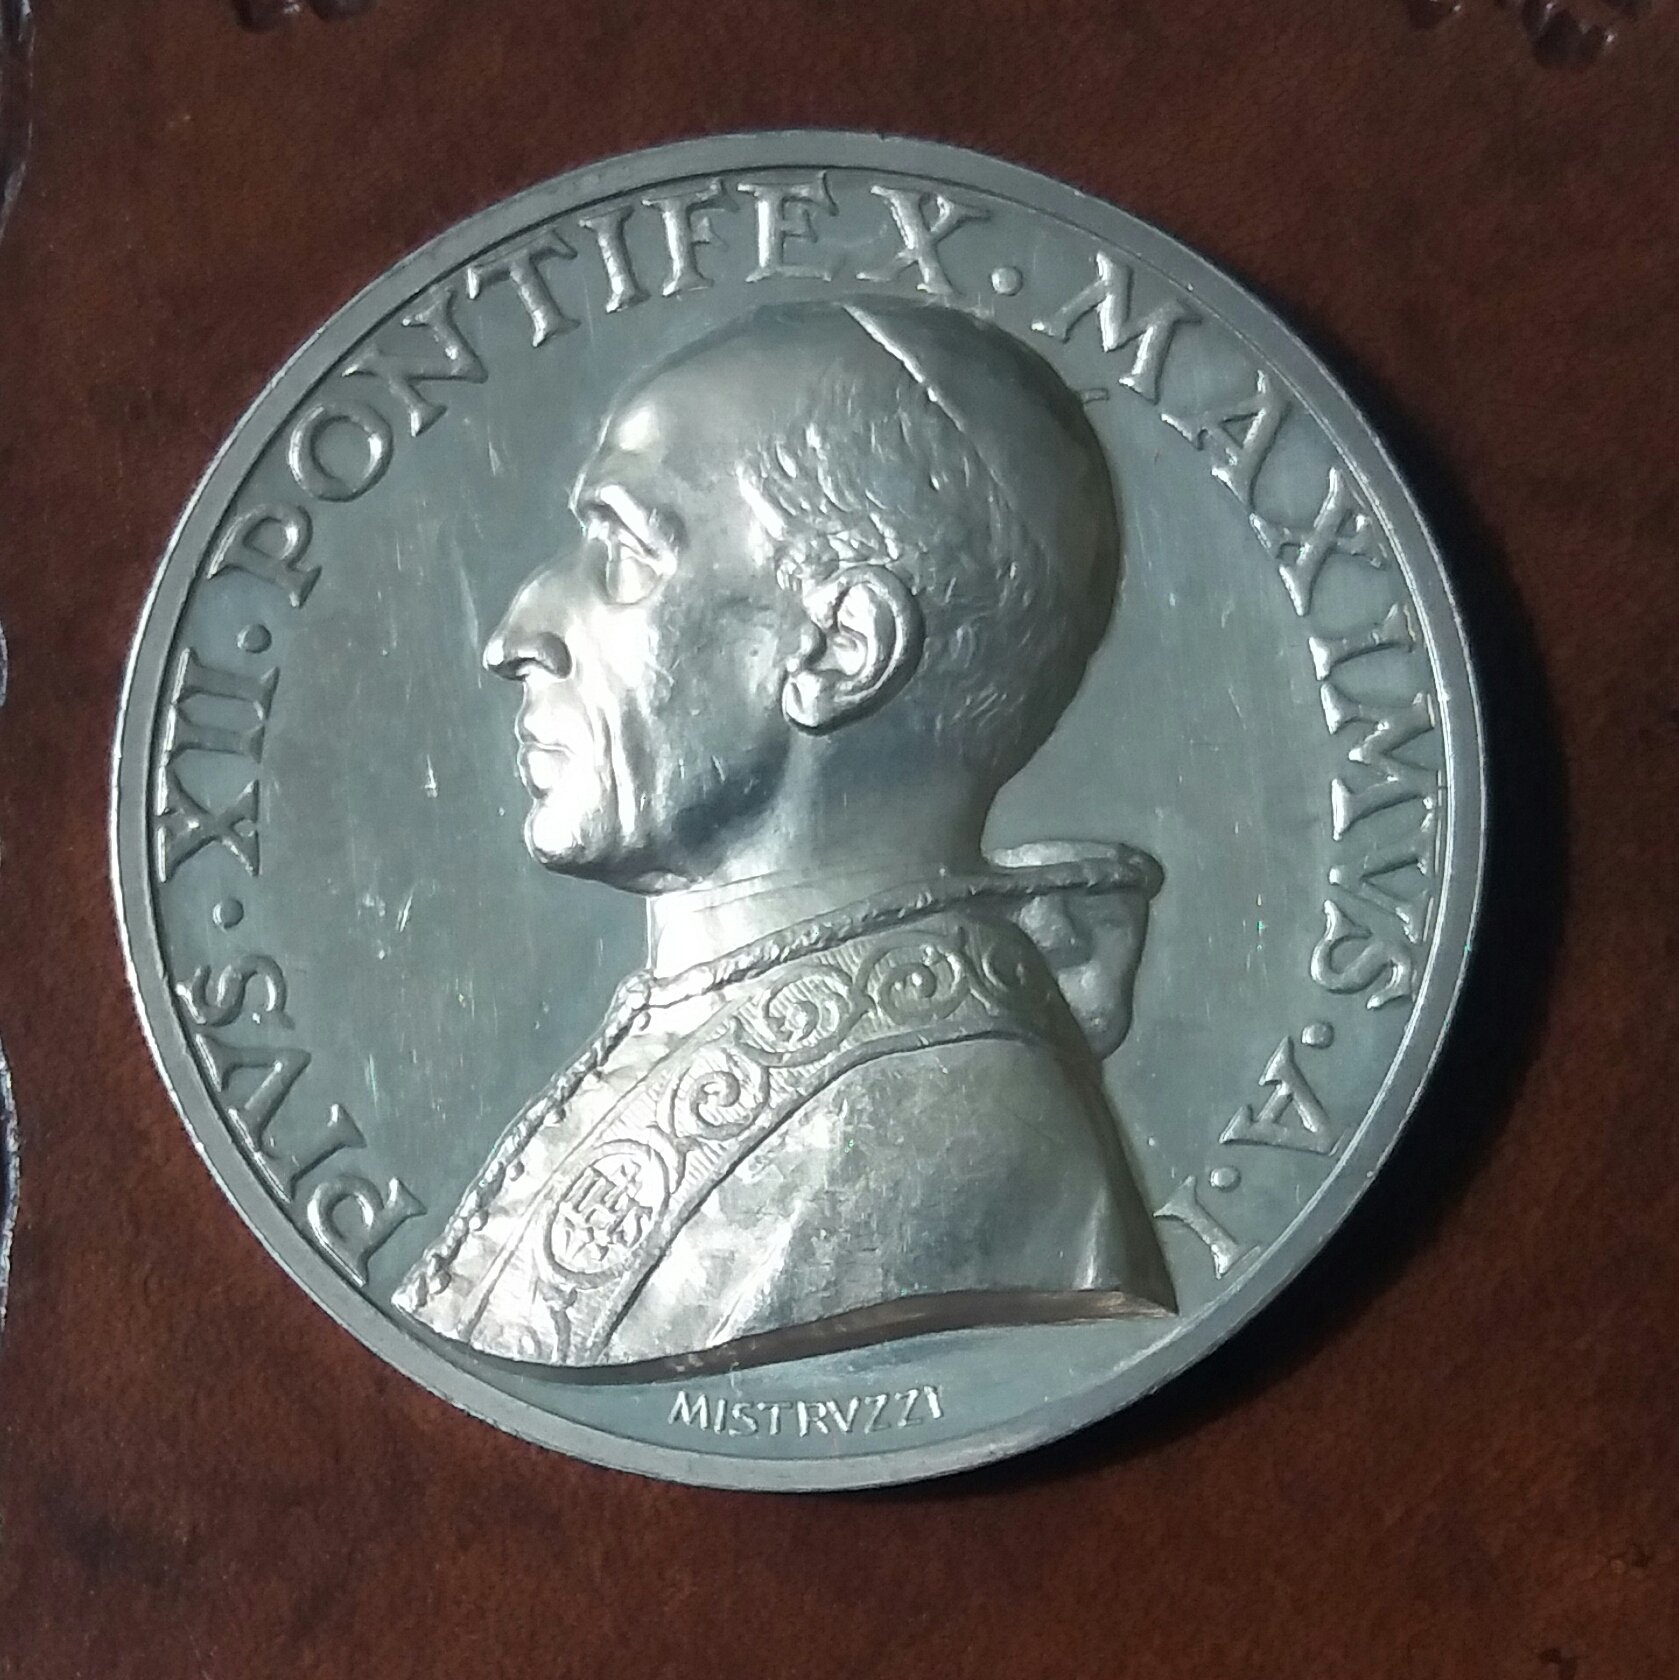 PIVS · XII · PONTIFEX · MAXIMVS · A · I
MISTRVZZI